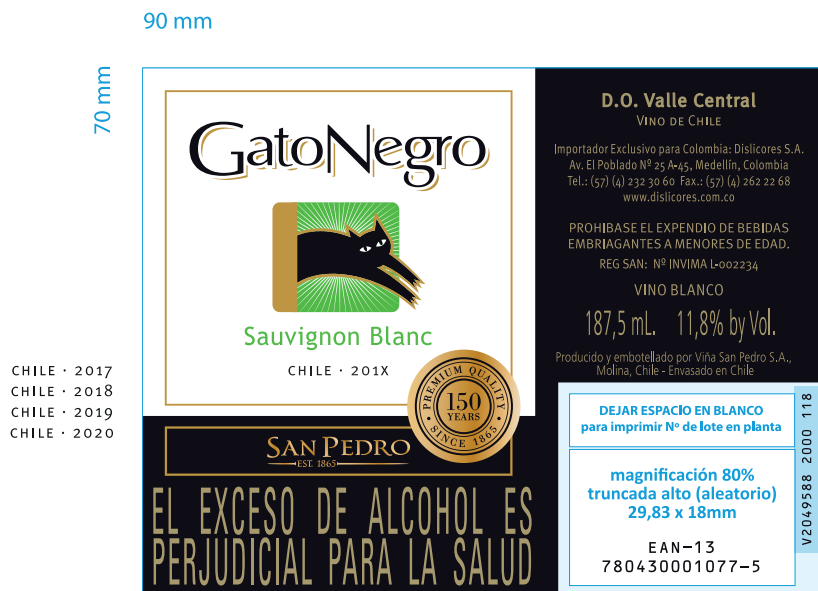 90 mm
70 mm
GatoNegro
Sauvignon Blanc
CHILE · 201X
CHILE · 2017
CHILE · 2018
CHILE · 2019
CHILE · 2020
PREMIUM QUALITY
150
YEARS
· SINCE 1865 ·
SAN PEDRO
EST. 1865
EL EXCESO DE ALCOHOL ES
PERJUDICIAL PARA LA SALUD
D.O. Valle Central
VINO DE CHILE
Importador Exclusivo para Colombia: Dislicores S.A.
Av. El Poblado Nº 25 A-45, Medellín, Colombia
Tel.: (57) (4) 232 30 60 Fax.: (57) (4) 262 22 68
www.dislicores.com.co
PROHIBASE EL EXPENDIO DE BEBIDAS
EMBRIAGANTES A MENORES DE EDAD.
REG SAN: Nº INVIMA L-002234
VINO BLANCO
187,5 mL. 11,8% by Vol.
Producido y embotellado por Viña San Pedro S.A.,
Molina, Chile - Envasado en Chile
DEJAR ESPACIO EN BLANCO
para imprimir Nº de lote en planta
magnificación 80%
truncada alto (aleatorio)
29,83 x 18mm
EAN-13
780430001077-5
V2049588 2000 118